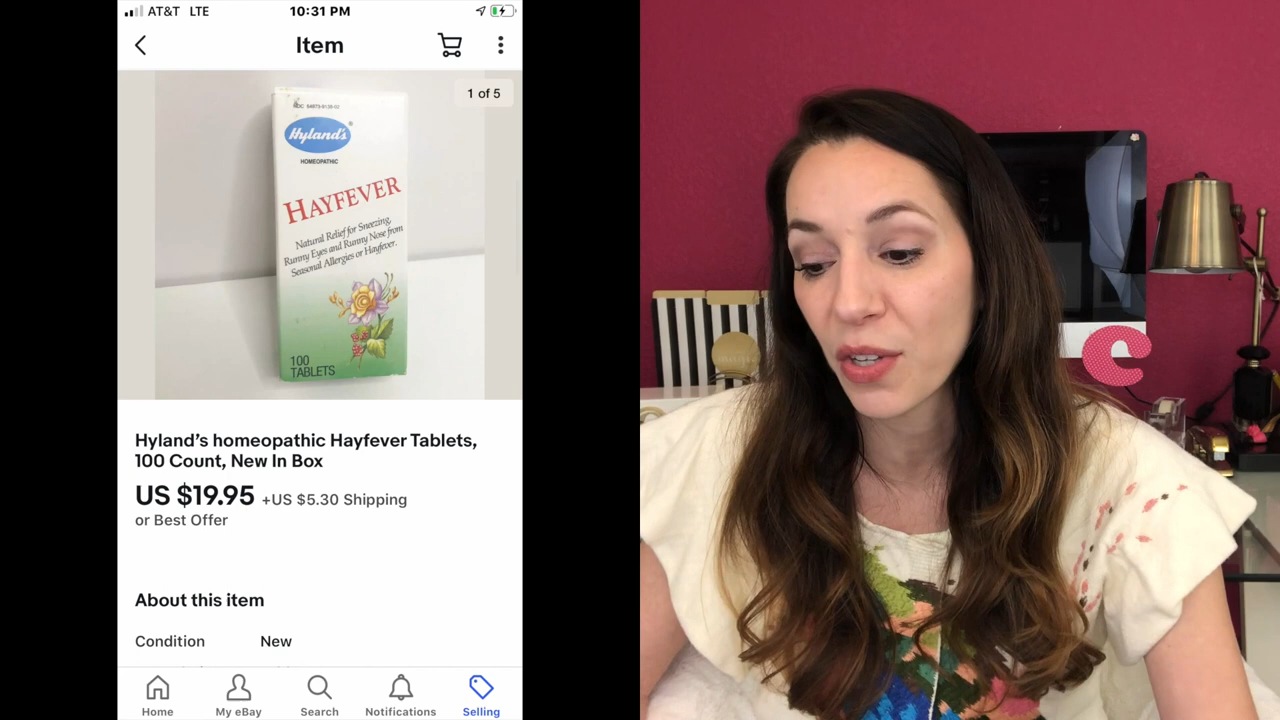 AT&T LTE 10:31 PM
Item
1 of 5
Hyland's®
HOMEOPATHIC
HAYFEVER
Natural Relief for Sneezing,
Runny Eyes and Runny Nose from
Seasonal Allergies or Hayfever.
100
TABLETS
Hyland's homeopathic Hayfever Tablets,
100 Count, New In Box
US $19.95 +US $5.30 Shipping
or Best Offer
About this item
Condition New
Home My eBay Search Notifications Selling
C